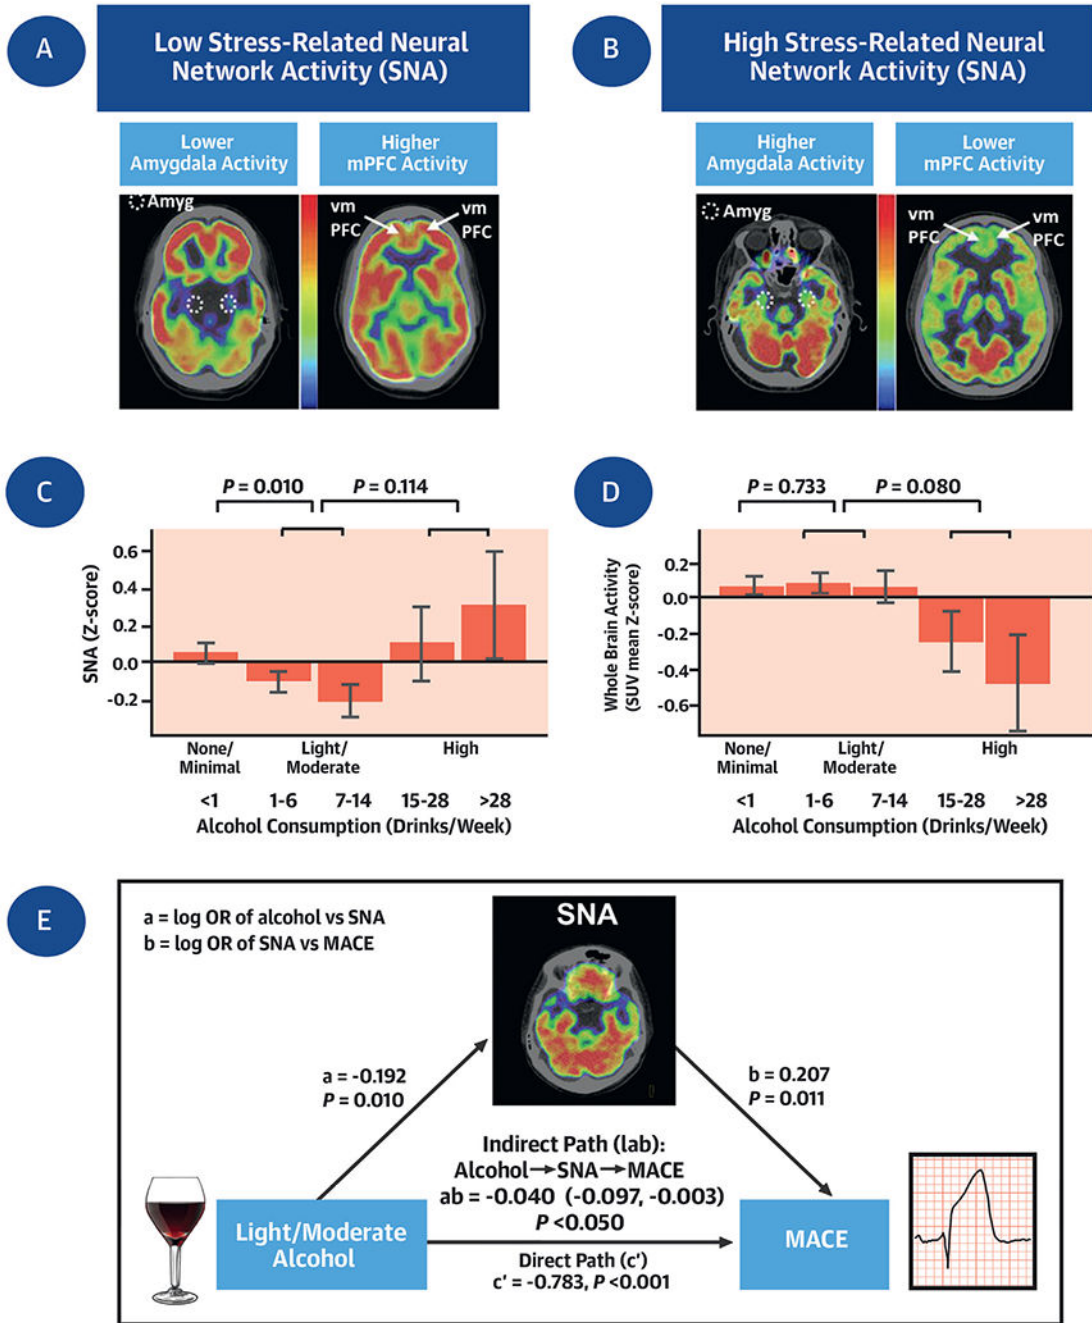 A
Low Stress-Related Neural
Network Activity (SNA)
Lower
Amygdala Activity
Higher
mPFC Activity
Amyg
vm
PFC
vm
PFC
B
High Stress-Related Neural
Network Activity (SNA)
Higher
Amygdala Activity
Lower
mPFC Activity
Amyg
vm
PFC
vm
PFC
C
P = 0.010
P = 0.114
SNA (Z-score)
0.6
0.4
0.2
0.0
-0.2
None/
Minimal
Light/
Moderate
High
<1
1-6
7-14
15-28
>28
Alcohol Consumption (Drinks/Week)
D
P = 0.733
P = 0.080
Whole Brain Activity
(SUV mean Z-score)
0.2
0.0
-0.2
-0.4
-0.6
None/
Minimal
Light/
Moderate
High
<1
1-6
7-14
15-28
>28
Alcohol Consumption (Drinks/Week)
E
a = log OR of alcohol vs SNA
b = log OR of SNA vs MACE
SNA
a = -0.192
P = 0.010
b = 0.207
P = 0.011
Indirect Path (lab):
Alcohol→SNA→MACE
ab = -0.040 (-0.097, -0.003)
P <0.050
Light/Moderate
Alcohol
MACE
Direct Path (c')
c' = -0.783, P <0.001